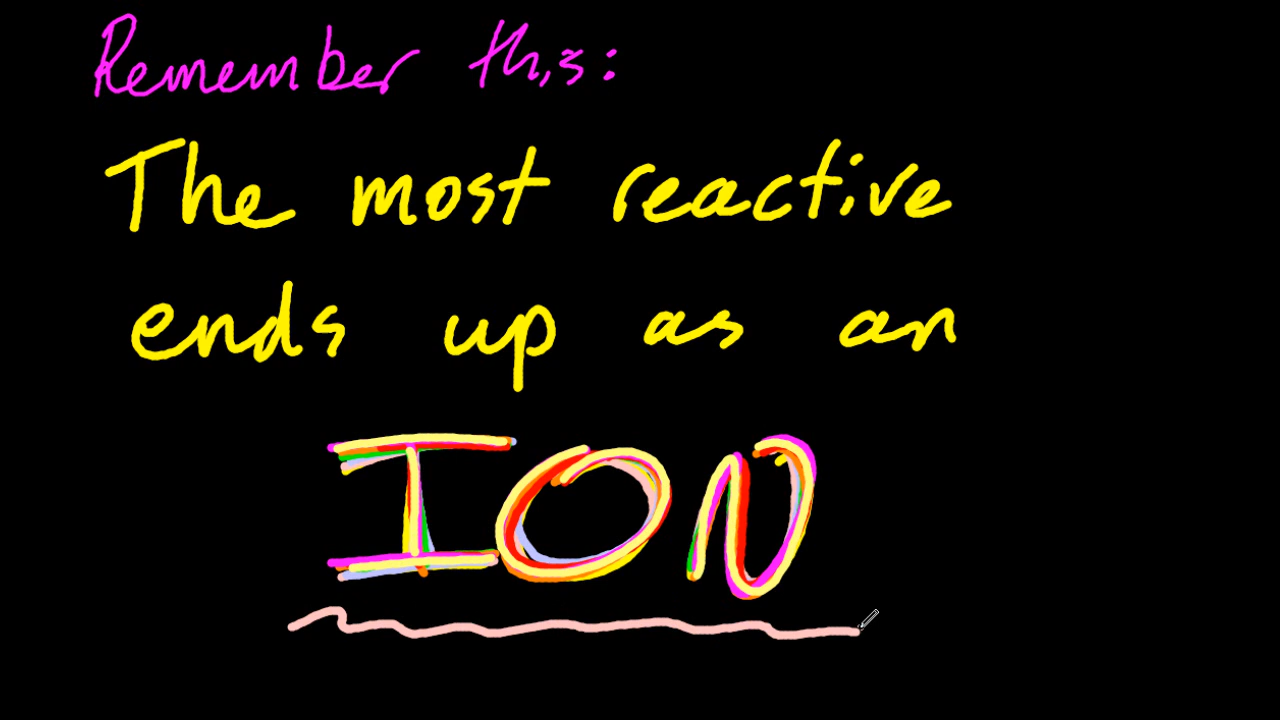 Remember this:
The most reactive
ends up as an
ION